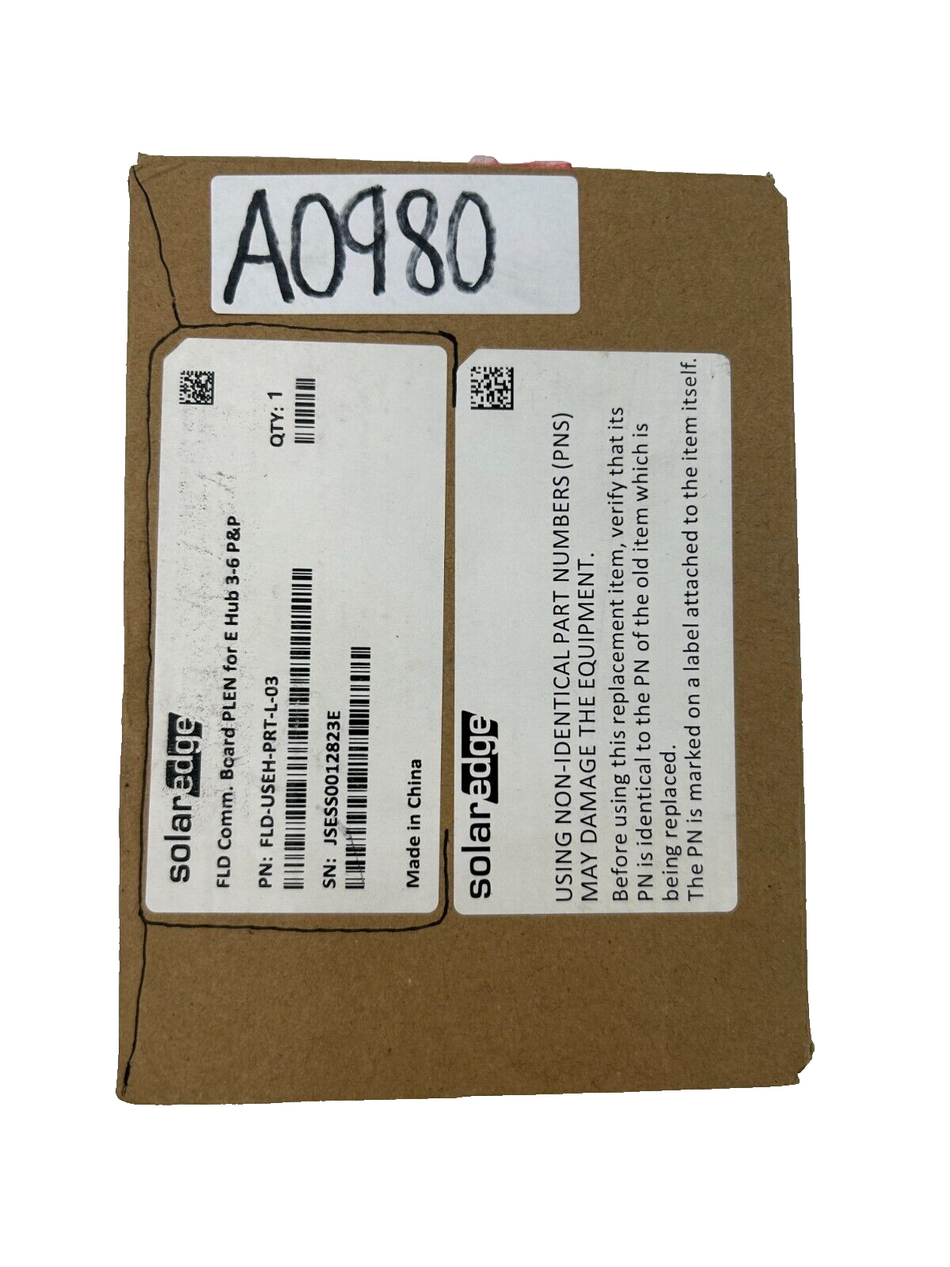 A0980
solaredge
FLD Comm. Board PLEN for E Hub 3-6 P&P
PN: FLD-USEH-PRT-L-03
QTY: 1
SN: JSESS0012823E
Made in China
solaredge
USING NON-IDENTICAL PART NUMBERS (PNS)
MAY DAMAGE THE EQUIPMENT.
Before using this replacement item, verify that its
PN is identical to the PN of the old item which is
being replaced.
The PN is marked on a label attached to the item itself.